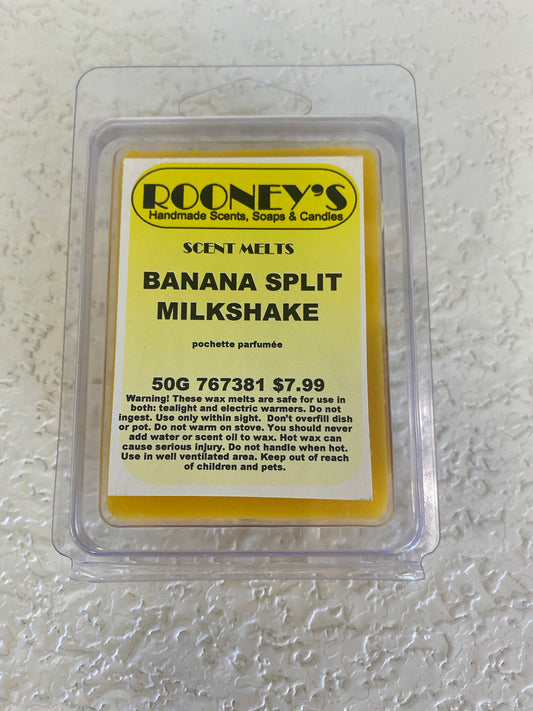 ROONEY'S
Handmade Scents, Soaps & Candles
SCENT MELTS
BANANA SPLIT
MILKSHAKE
pochette parfumée
50G 767381 $7.99
Warning! These wax melts are safe for use in
both: tealight and electric warmers. Do not
ingest. Use only within sight.  Don't overfill dish
or pot. Do not warm on stove. You should never
add water or scent oil to wax. Hot wax can
cause serious injury. Do not handle when hot.
Use in well ventilated area. Keep out of reach
of children and pets.